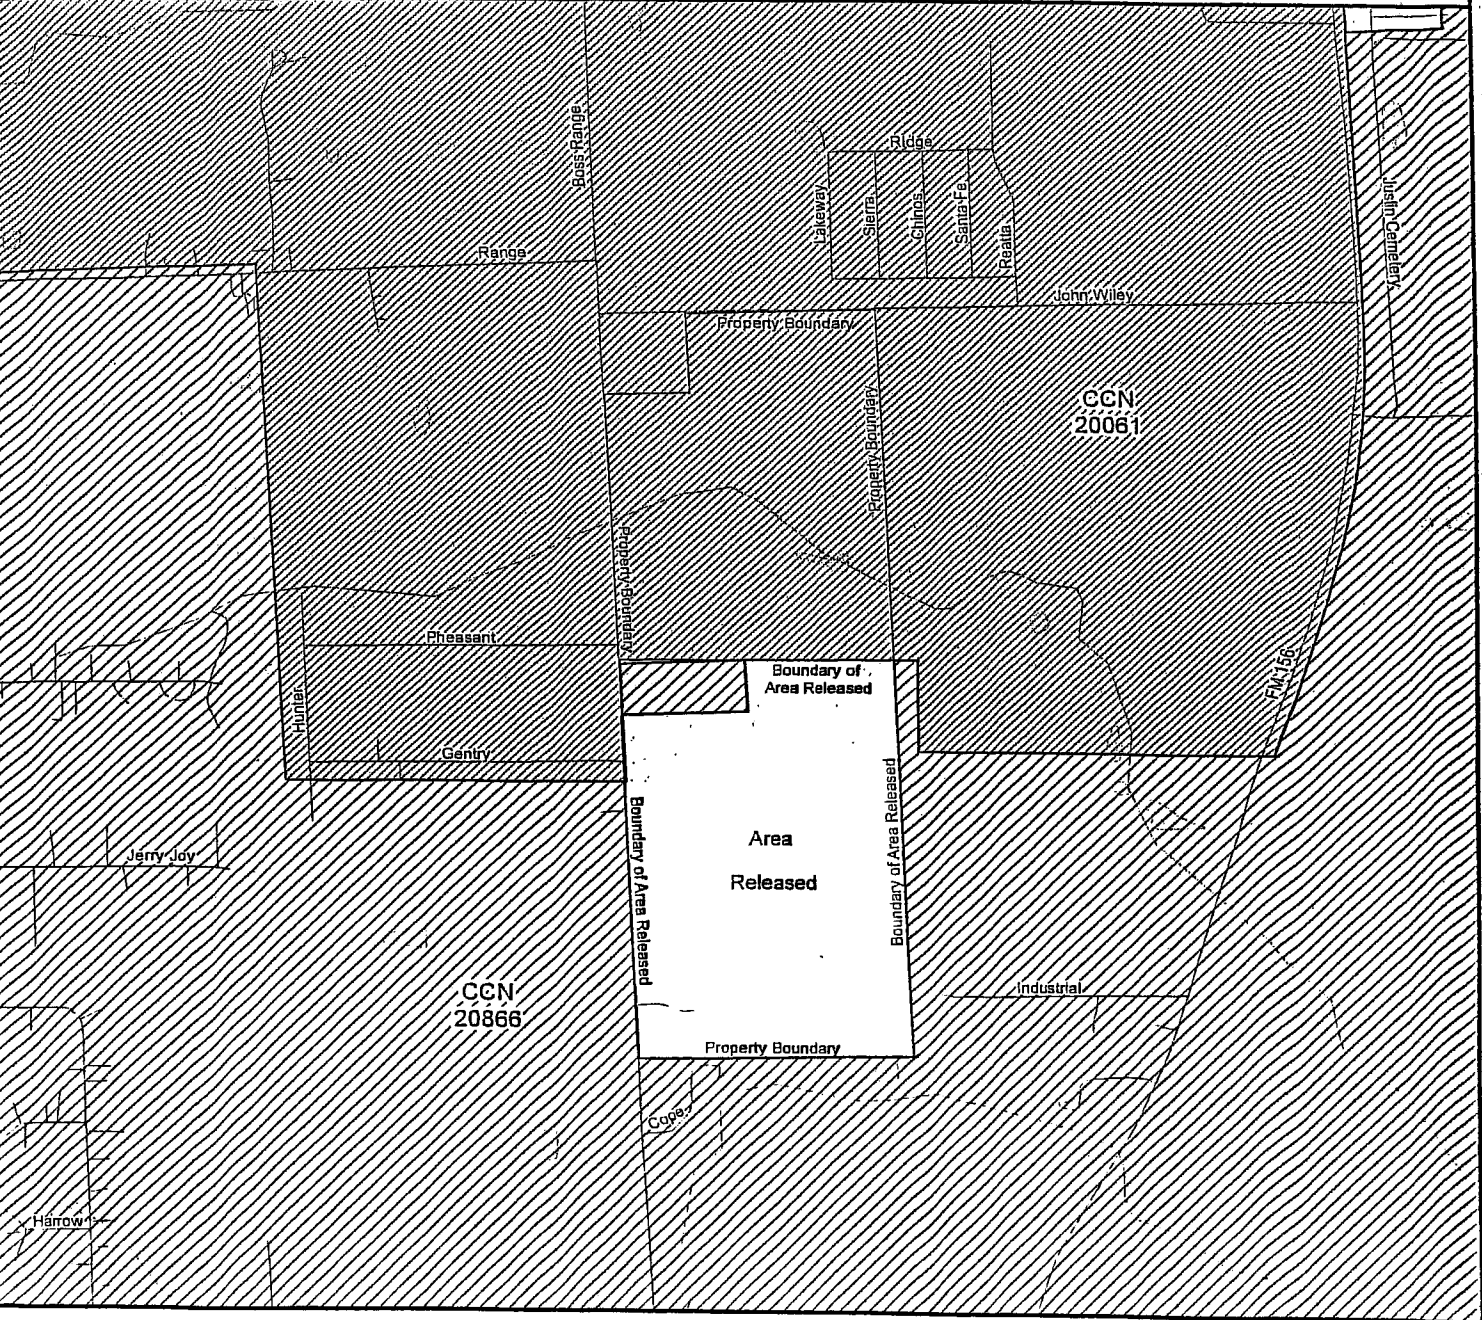 Boss Range
Ridge
Lakeway
Sierra
Chinos
Santa Fe
Reatta
Justin Cemetery
Range
John Wiley
Property Boundary
Property Boundary
CCN
20061
Property Boundary
Pheasant
Hunter
Gentry
FM 156
Boundary of
Area Released
Boundary of Area Released
Boundary of Area Released
Area
Released
Jerry Joy
CCN
20866
Industrial
Property Boundary
Cope
Harrow